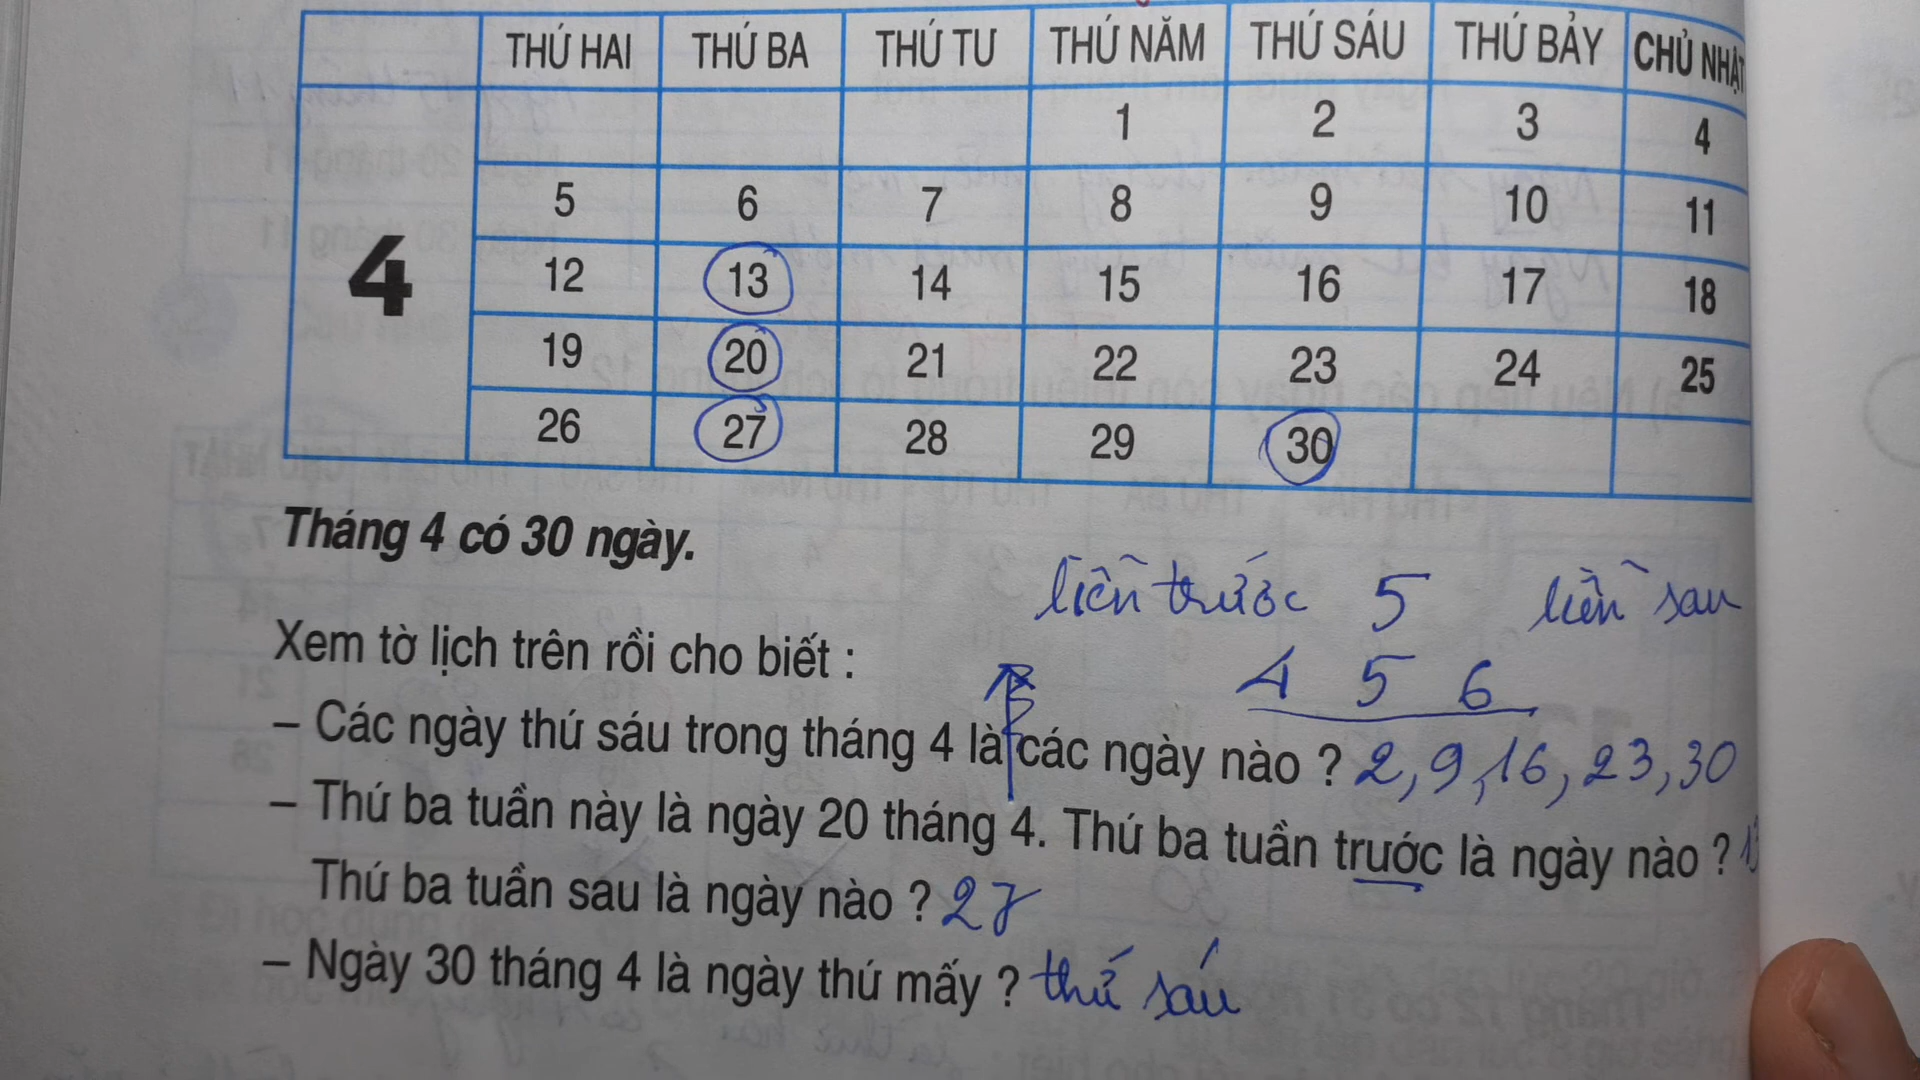 THỨ HAI THỨ BA THỨ TƯ THỨ NĂM THỨ SÁU THỨ BẢY CHỦ NHẬT
1 2 3 4
5 6 7 8 9 10 11
4
12 13 14 15 16 17 18
19 20 21 22 23 24 25
26 27 28 29 30
Tháng 4 có 30 ngày.
liền trước 5 liền sau
Xem tờ lịch trên rồi cho biết :
4 5 6
– Các ngày thứ sáu trong tháng 4 là các ngày nào ? 2, 9, 16, 23, 30
– Thứ ba tuần này là ngày 20 tháng 4. Thứ ba tuần trước là ngày nào ?
Thứ ba tuần sau là ngày nào ? 27
– Ngày 30 tháng 4 là ngày thứ mấy ? thứ sáu